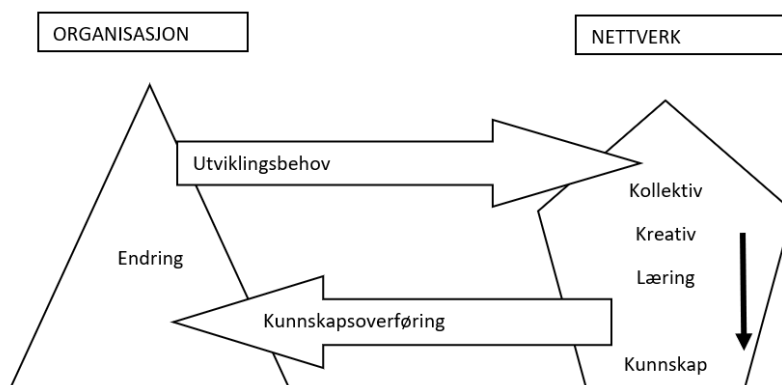 ORGANISASJON
NETTVERK
Utviklingsbehov
Kollektiv
Kreativ
Endring
Læring
Kunnskapsoverføring
Kunnskap